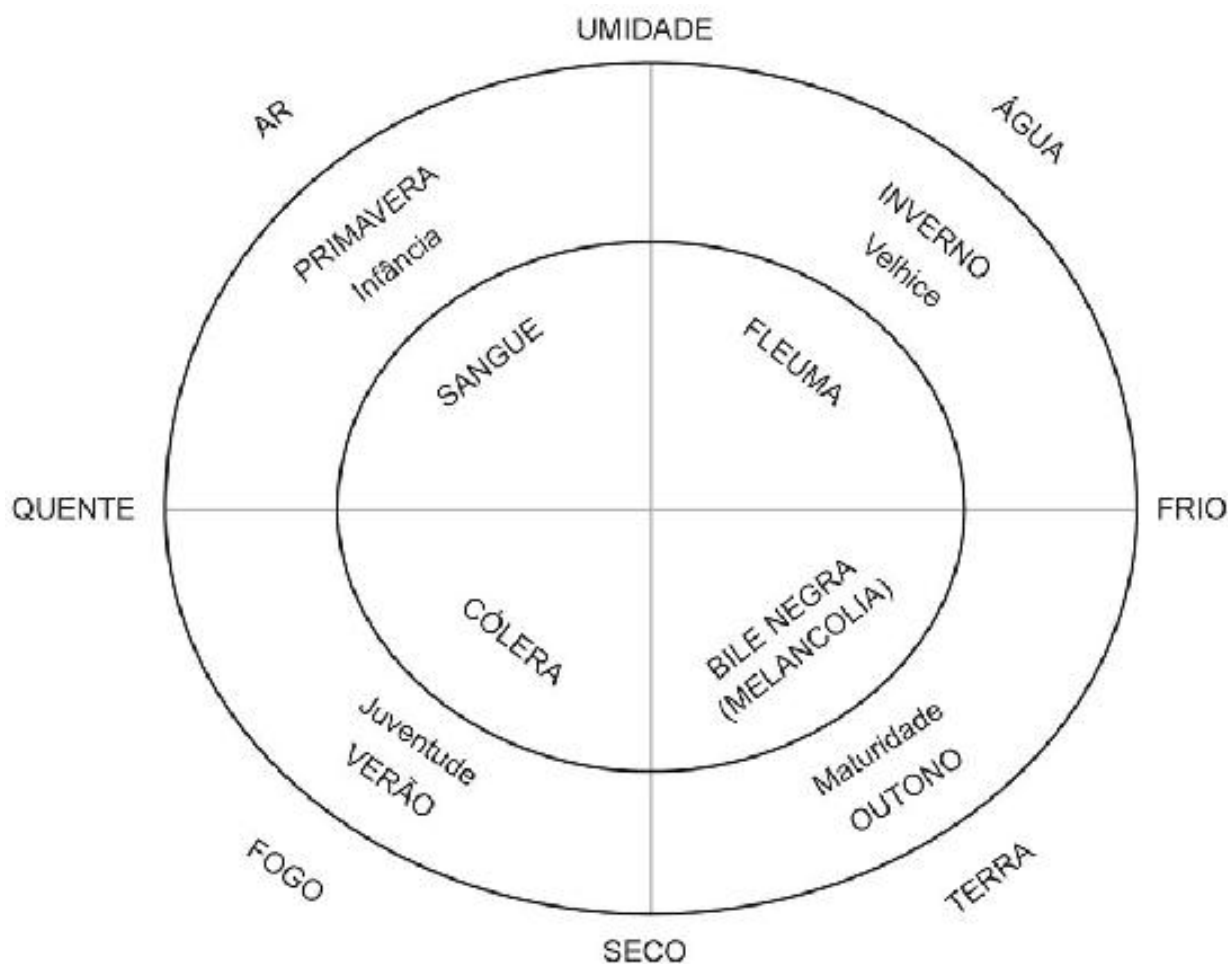 UMIDADE
AR
ÁGUA
PRIMAVERA
Infância
INVERNO
Velhice
SANGUE
FLEUMA
QUENTE
FRIO
CÓLERA
BILE NEGRA
(MELANCOLIA)
Juventude
VERÃO
Maturidade
OUTONO
FOGO
TERRA
SECO